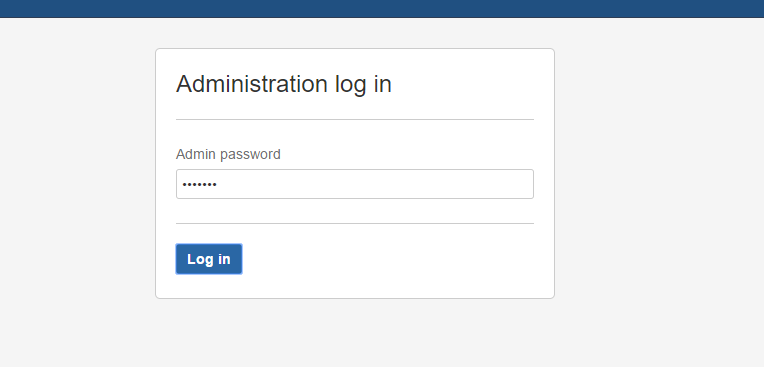 Administration log in
Admin password
•••••••
Log in